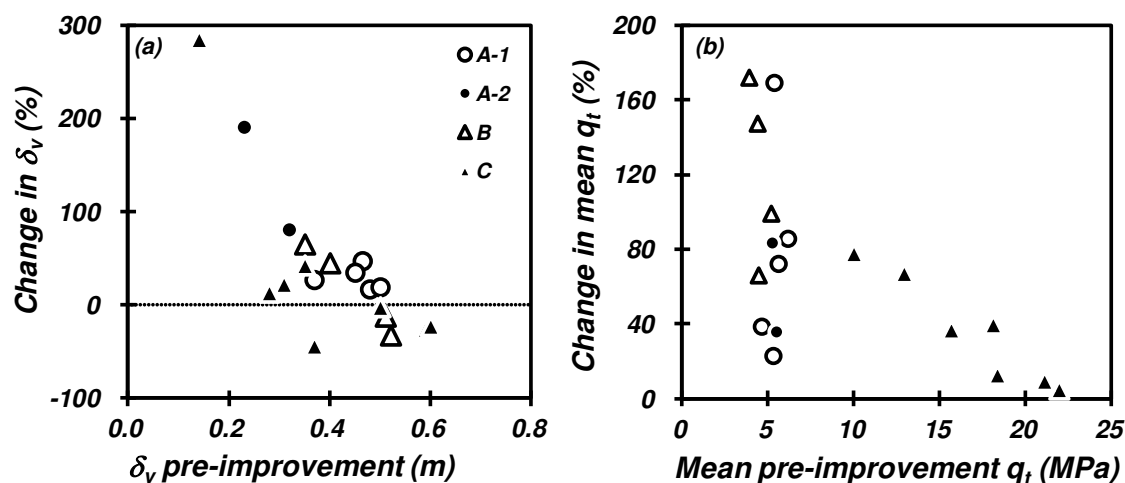 300
200
100
0
-100
0.0
0.2
0.4
0.6
0.8
Change in δv (%)
δv pre-improvement (m)
(a)
A-1
A-2
B
C
200
160
120
80
40
0
0
5
10
15
20
25
Change in mean qt (%)
Mean pre-improvement qt (MPa)
(b)